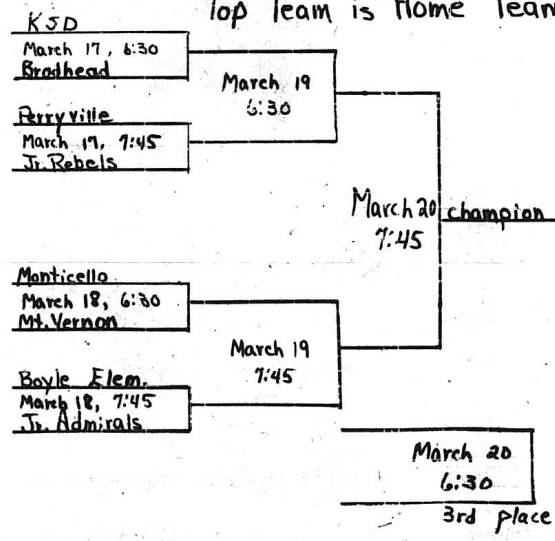 Top Team is Home Team
KSD
March 17, 6:30
Brodhead
March 19
6:30
Perryville
March 17, 7:45
Jr. Rebels
March 20
7:45
champion
Monticello
March 18, 6:30
Mt. Vernon
March 19
7:45
Boyle Elem.
March 18, 7:45
Jr. Admirals
March 20
6:30
3rd place